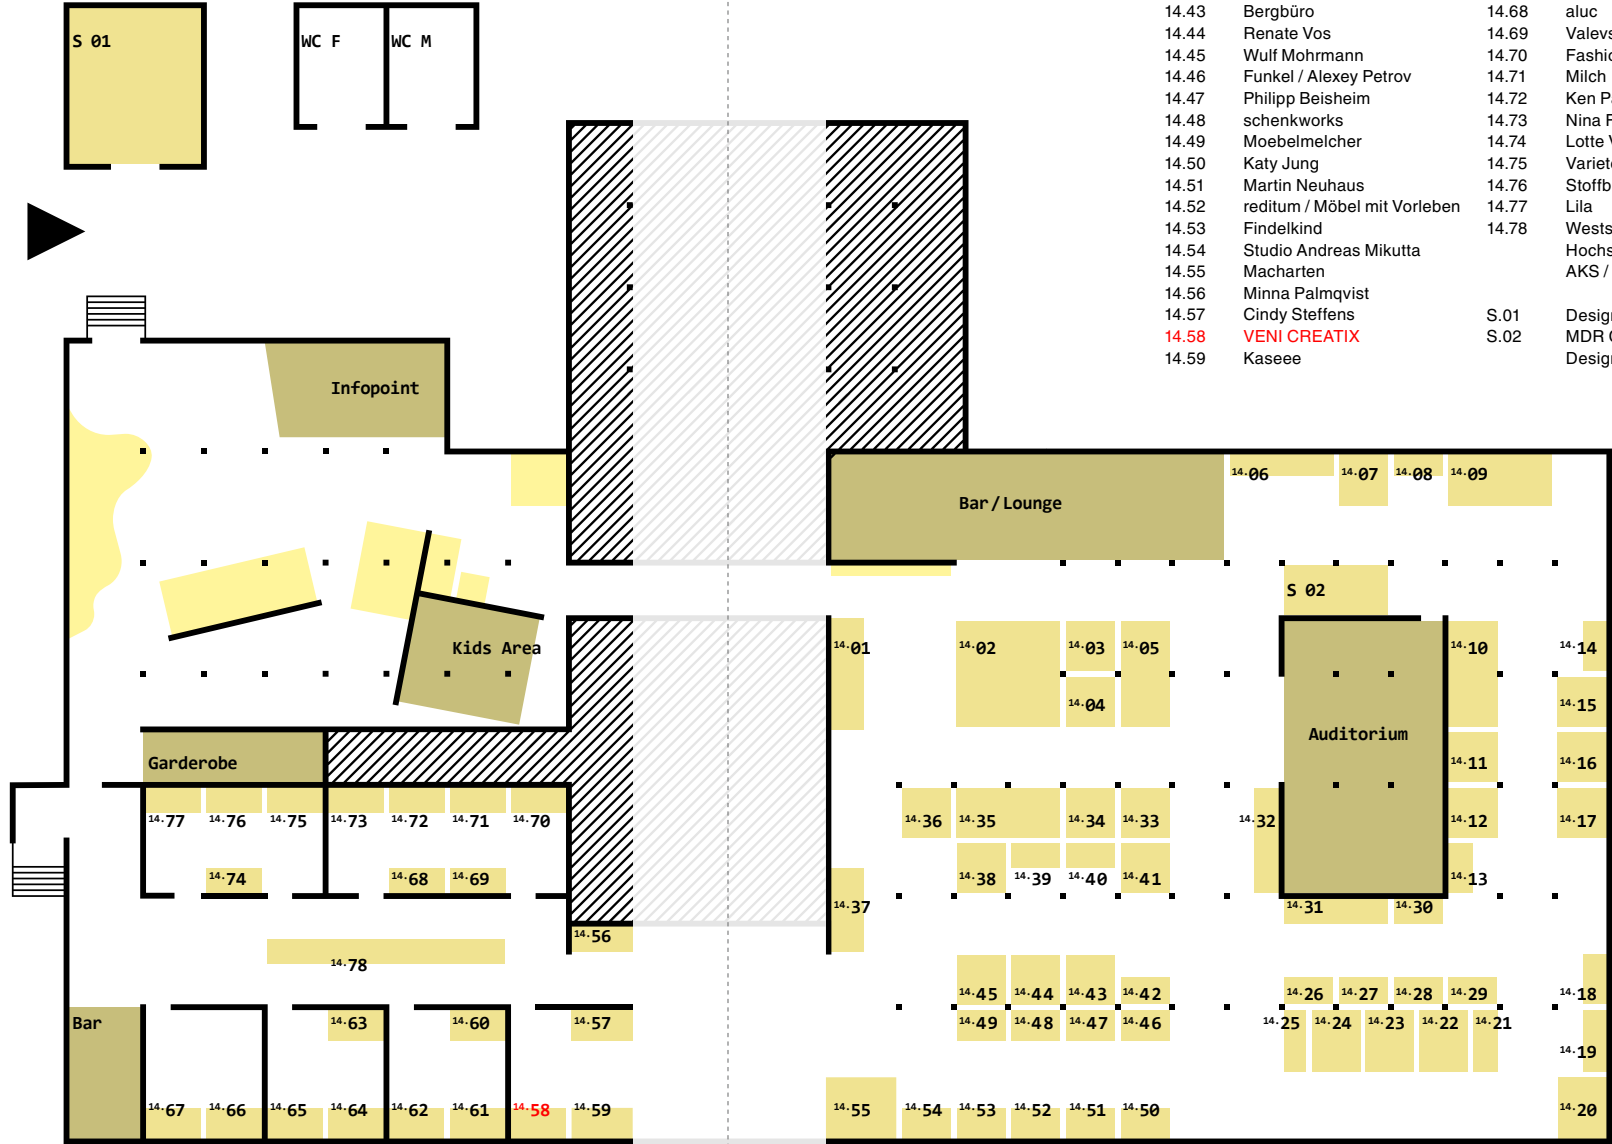 S 01
WC F
WC M
14.43 Bergbüro 14.68 aluc
14.44 Renate Vos 14.69
14.45 Wulf Mohrmann 14.70
14.46 Funkel / Alexey Petrov 14.71 Milch
14.47 Philipp Beisheim 14.72 Ken
14.48 schenkworks 14.73 Nina
14.49 Moebelmelcher 14.74 Lotte
14.50 Katy Jung 14.75
14.51 Martin Neuhaus 14.76
14.52 reditum / Möbel mit Vorleben 14.77 Lila
14.53 Findelkind 14.78
14.54 Studio Andreas Mikutta
14.55 Macharten AKS /
14.56 Minna Palmqvist
14.57 Cindy Steffens S.01
14.58 VENI CREATIX S.02 MDR
14.59 Kaseee
Infopoint
Bar / Lounge
14.06
14.07
14.08
14.09
S 02
Kids Area
14.01
14.02
14.03
14.05
14.10
14.14
14.04
14.15
Auditorium
Garderobe
14.11
14.16
14.77
14.76
14.75
14.73
14.72
14.71
14.70
14.36
14.35
14.34
14.33
14.32
14.12
14.17
14.74
14.68
14.69
14.38
14.39
14.40
14.41
14.13
14.37
14.31
14.30
14.56
14.78
14.45
14.44
14.43
14.42
14.26
14.27
14.28
14.29
14.18
Bar
14.63
14.60
14.57
14.49
14.48
14.47
14.46
14.25
14.24
14.23
14.22
14.21
14.19
14.67
14.66
14.65
14.64
14.62
14.61
14.58
14.59
14.55
14.54
14.53
14.52
14.51
14.50
14.20